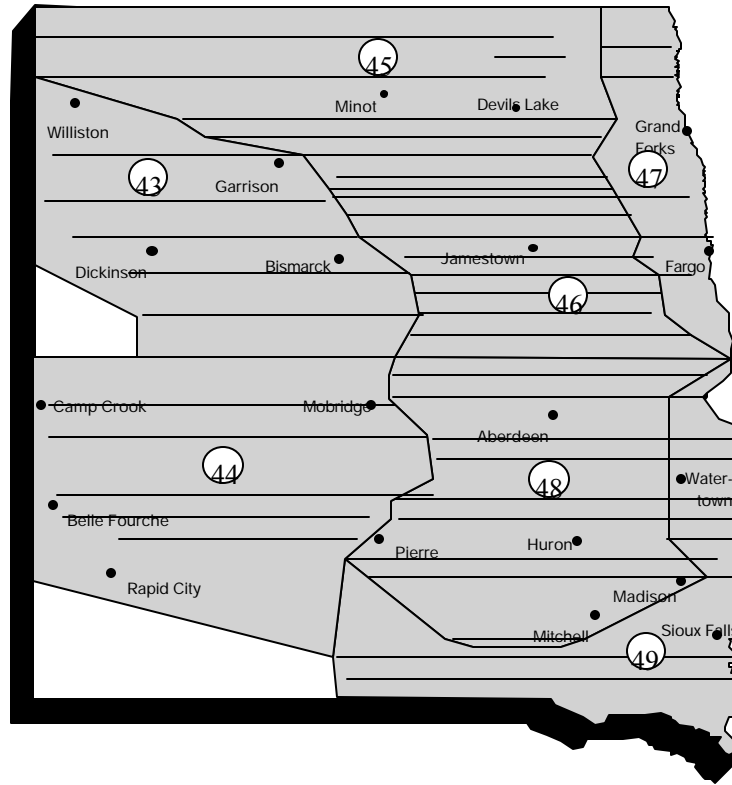 45
Minot
Devils Lake
Williston
Grand
Forks
47
43
Garrison
Jamestown
Bismarck
Fargo
Dickinson
46
Camp Crook
Mobridge
Aberdeen
44
48
Water-
town
Belle Fourche
Pierre
Huron
Rapid City
Madison
Mitchell
Sioux Falls
49